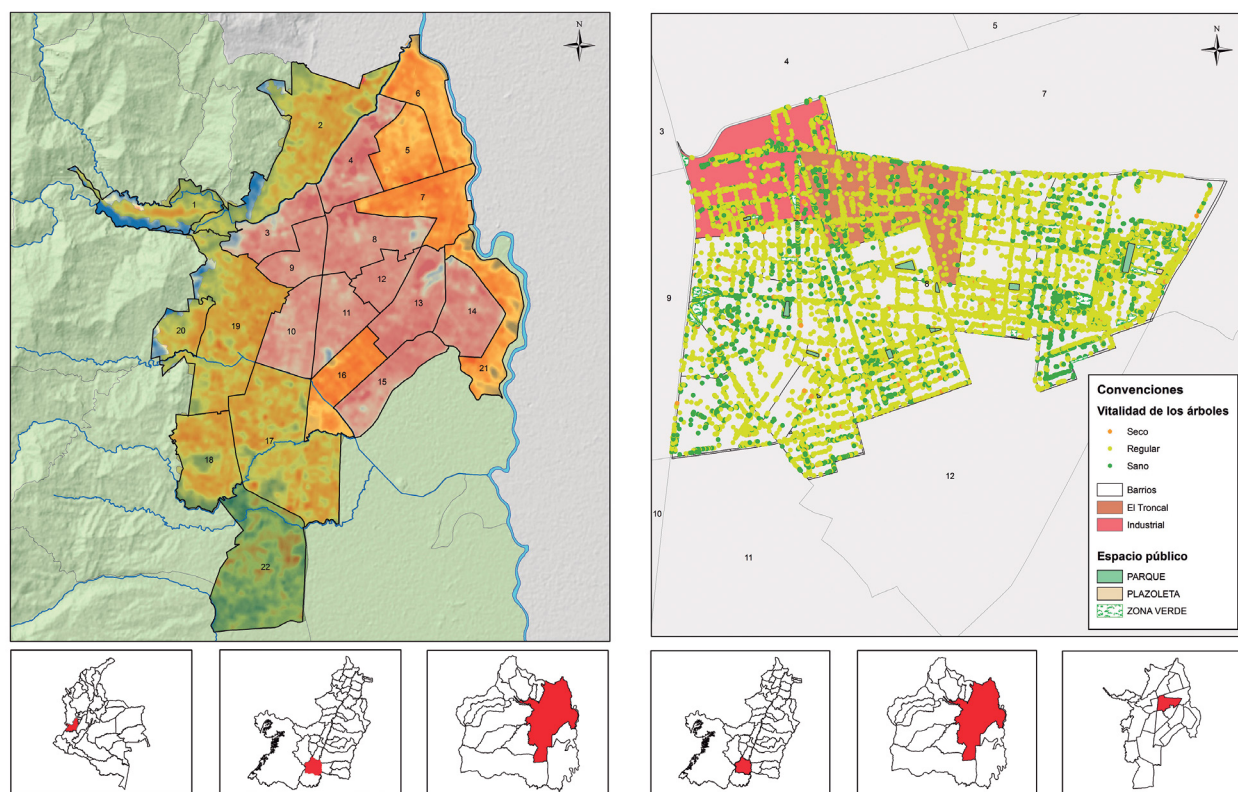 N
6
2
4
5
1
7
3
8
9
12
13
14
10
11
20
19
16
21
15
17
18
22
N
5
4
7
3
9
8
12
10
11
Convenciones
Vitalidad de los árboles
Seco
Regular
Sano
Barrios
El Troncal
Industrial
Espacio público
PARQUE
PLAZOLETA
ZONA VERDE